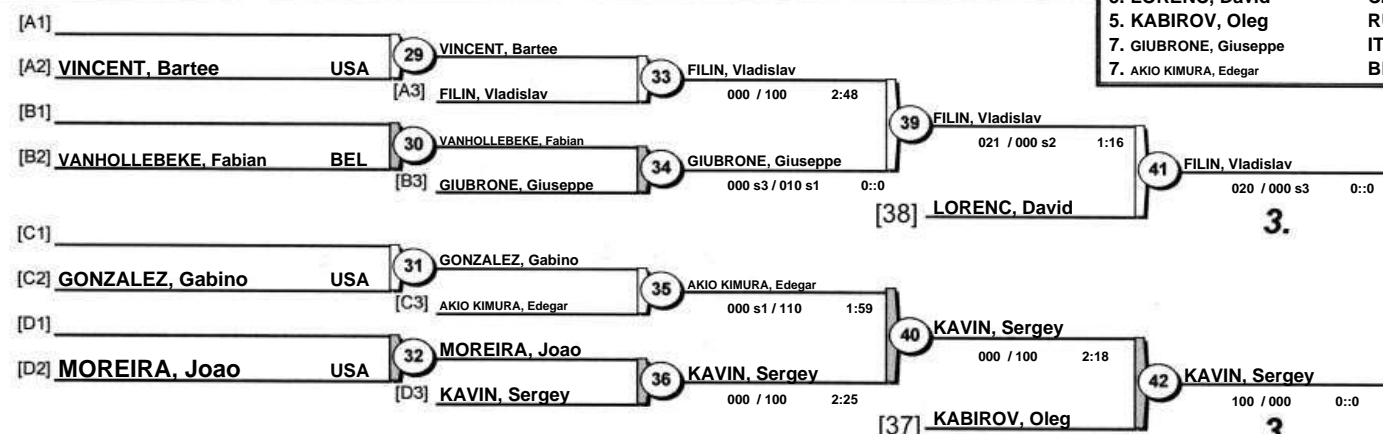 5. LORENC, David
5. KABIROV, Oleg
7. GIUBRONE, Giuseppe
7. AKIO KIMURA, Edegar
[A1]
[A2] VINCENT, Bartee USA
29
VINCENT, Bartee
[A3] FILIN, Vladislav
33
FILIN, Vladislav
000 / 100 2:48
[B1]
[B2] VANHOLLEBEKE, Fabian BEL
30
VANHOLLEBEKE, Fabian
[B3] GIUBRONE, Giuseppe
34
GIUBRONE, Giuseppe
000 s3 / 010 s1 0::0
39
FILIN, Vladislav
021 / 000 s2 1:16
[38] LORENC, David
41
FILIN, Vladislav
020 / 000 s3 0::0
3.
[C1]
[C2] GONZALEZ, Gabino USA
31
GONZALEZ, Gabino
[C3] AKIO KIMURA, Edegar
35
AKIO KIMURA, Edegar
000 s1 / 110 1:59
[D1]
[D2] MOREIRA, Joao USA
32
MOREIRA, Joao
[D3] KAVIN, Sergey
36
KAVIN, Sergey
000 / 100 2:25
40
KAVIN, Sergey
000 / 100 2:18
[37] KABIROV, Oleg
42
KAVIN, Sergey
100 / 000 0::0
3